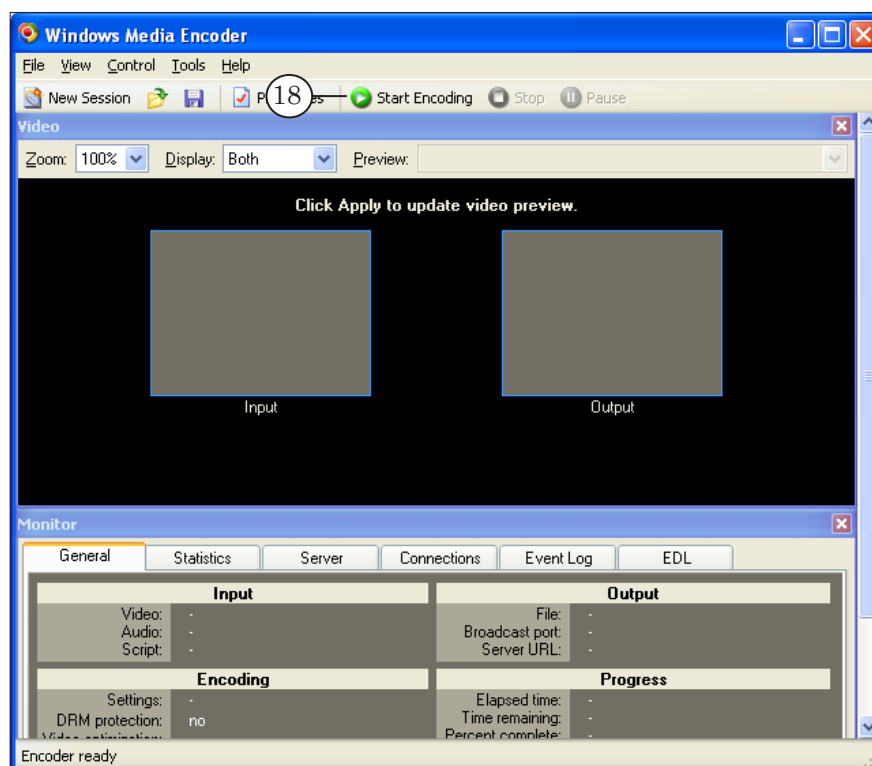 Windows Media Encoder
File View Control Tools Help
New Session 18 Start Encoding Stop Pause
Video
Zoom: 100% Display: Both Preview:
Click Apply to update video preview.
Input Output
Monitor
General Statistics Server Connections Event Log EDL
Input Output
Video: - File: -
Audio: - Broadcast port: -
Script: - Server URL: -
Encoding Progress
Settings: - Elapsed time: -
DRM protection: no Time remaining: -
Video optimization: Percent complete: -
Encoder ready